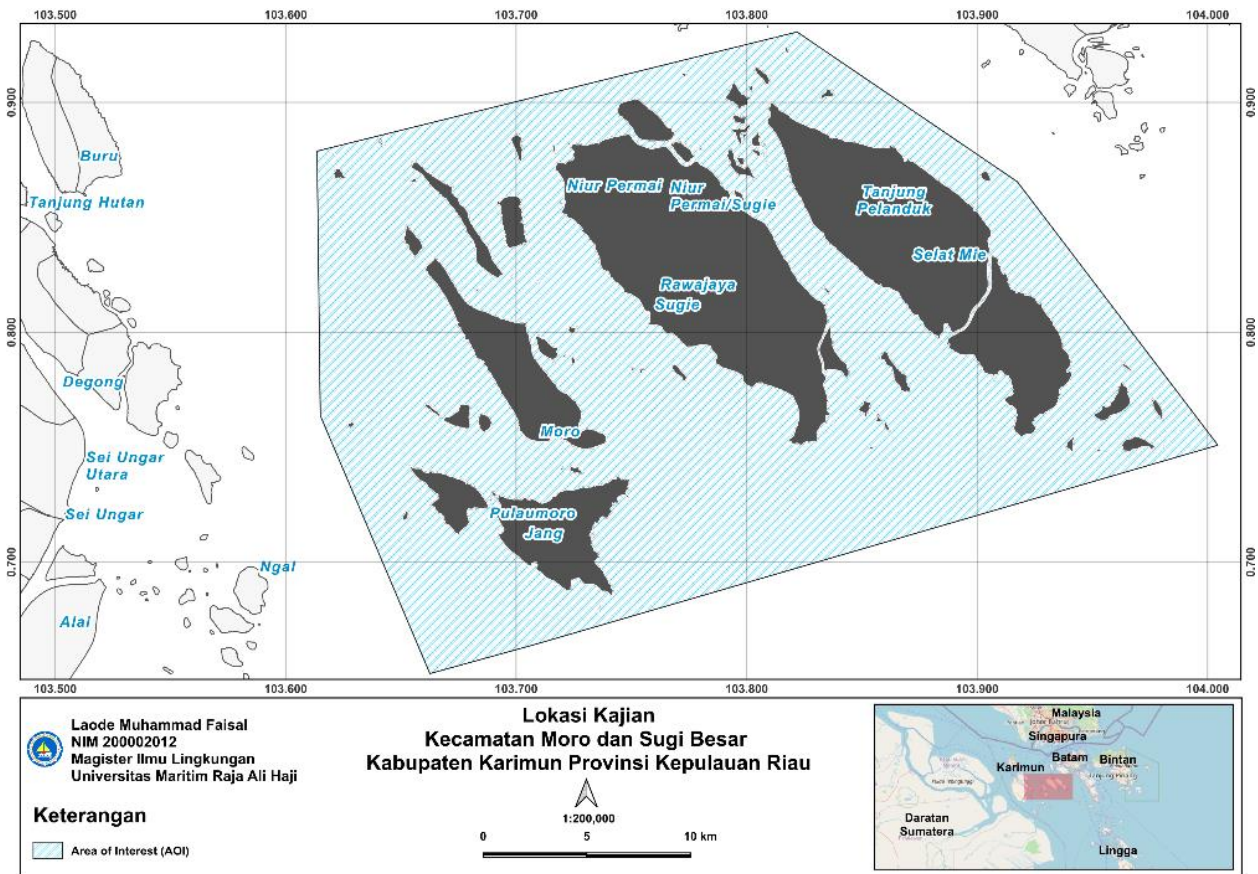 103.500
103.600
103.700
103.800
103.900
104.000
0.900
0.900
Buru
Tanjung Hutan
Niur Permai
Niur
Permai/Sugie
Tanjung
Pelanduk
Selat Mie
Rawajaya
Sugie
0.800
0.800
Degong
Moro
Sei Ungar
Utara
Sei Ungar
Pulaumoro
Jang
0.700
0.700
Ngal
Alai
103.500
103.600
103.700
103.800
103.900
104.000
Laode Muhammad Faisal
NIM 200002012
Magister Ilmu Lingkungan
Universitas Maritim Raja Ali Haji
Keterangan
Area of Interest (AOI)
Lokasi Kajian
Kecamatan Moro dan Sugi Besar
Kabupaten Karimun Provinsi Kepulauan Riau
1:200,000
0 5 10 km
Malaysia
Singapura
Batam
Bintan
Karimun
Tanjung Pinang
Daratan
Sumatera
Lingga